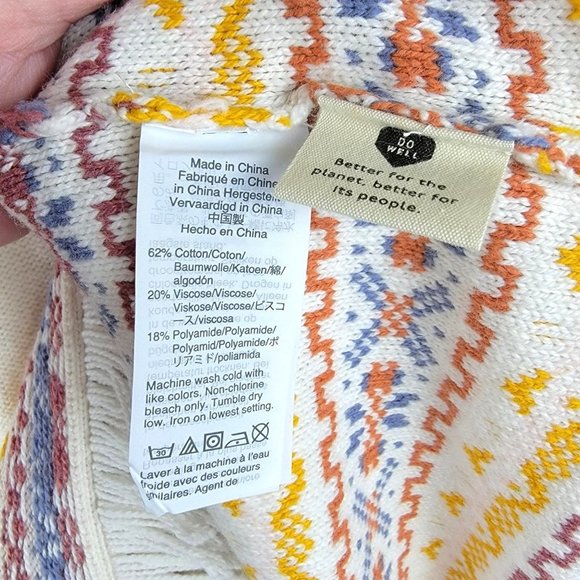 Made in China
Fabriqué en Chine
in China Hergestell
Vervaardigd in China
中国製
Hecho en China
62% Cotton/Coton/
Baumwolle/Katoen/綿/
algodón
20% Viscose/Viscose/
Viskose/Viscose/ビスコ
ース/viscosa
18% Polyamide/Polyamide/
Polyamid/Polyamide/ポ
リアミド/poliamida
Machine wash cold with
like colors. Non-chlorine
bleach only. Tumble dry
low. Iron on lowest setting.
30
Laver à la machine à l'eau
froide avec des couleurs
similaires. Agent de
DO
WELL
Better for the
planet, better for
its people.